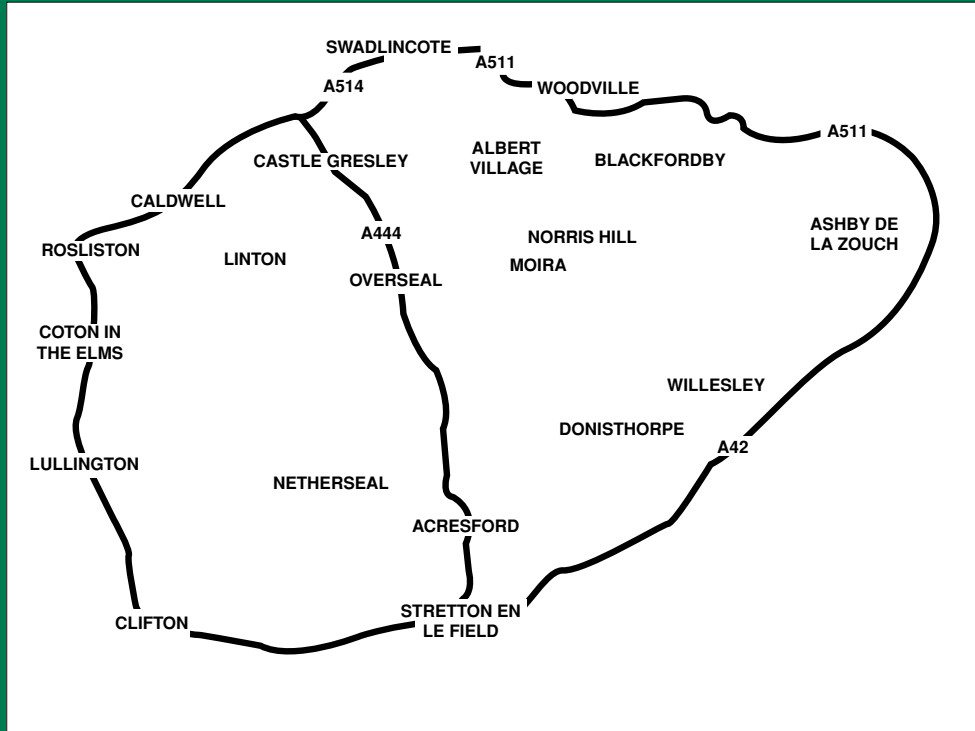 SWADLINCOTE
A511
A514
WOODVILLE
A511
ALBERT
VILLAGE
CASTLE GRESLEY
BLACKFORDBY
CALDWELL
ASHBY DE
LA ZOUCH
A444
NORRIS HILL
ROSLISTON
LINTON
MOIRA
OVERSEAL
COTON IN
THE ELMS
WILLESLEY
DONISTHORPE
A42
LULLINGTON
NETHERSEAL
ACRESFORD
STRETTON EN
LE FIELD
CLIFTON